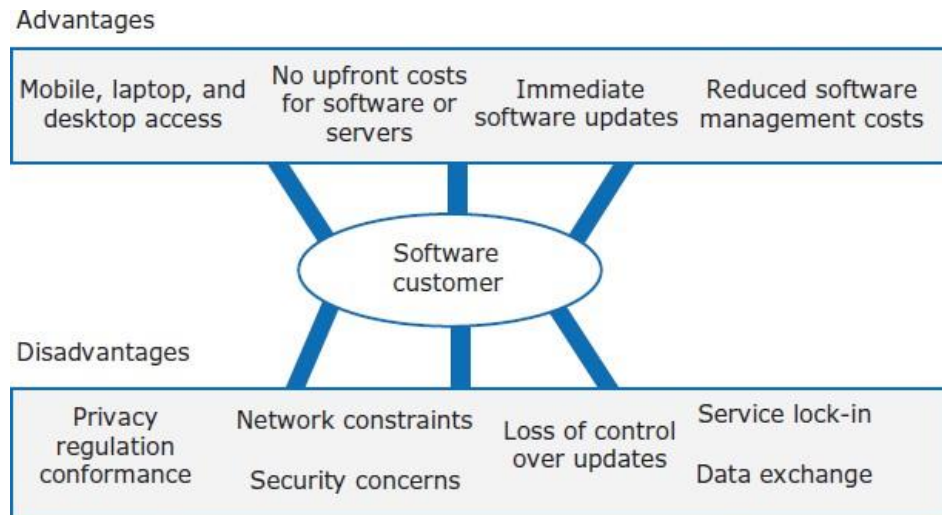 Advantages
Mobile, laptop, and
desktop access
No upfront costs
for software or
servers
Immediate
software updates
Reduced software
management costs
Software
customer
Disadvantages
Privacy
regulation
conformance
Network constraints
Security concerns
Loss of control
over updates
Service lock-in
Data exchange